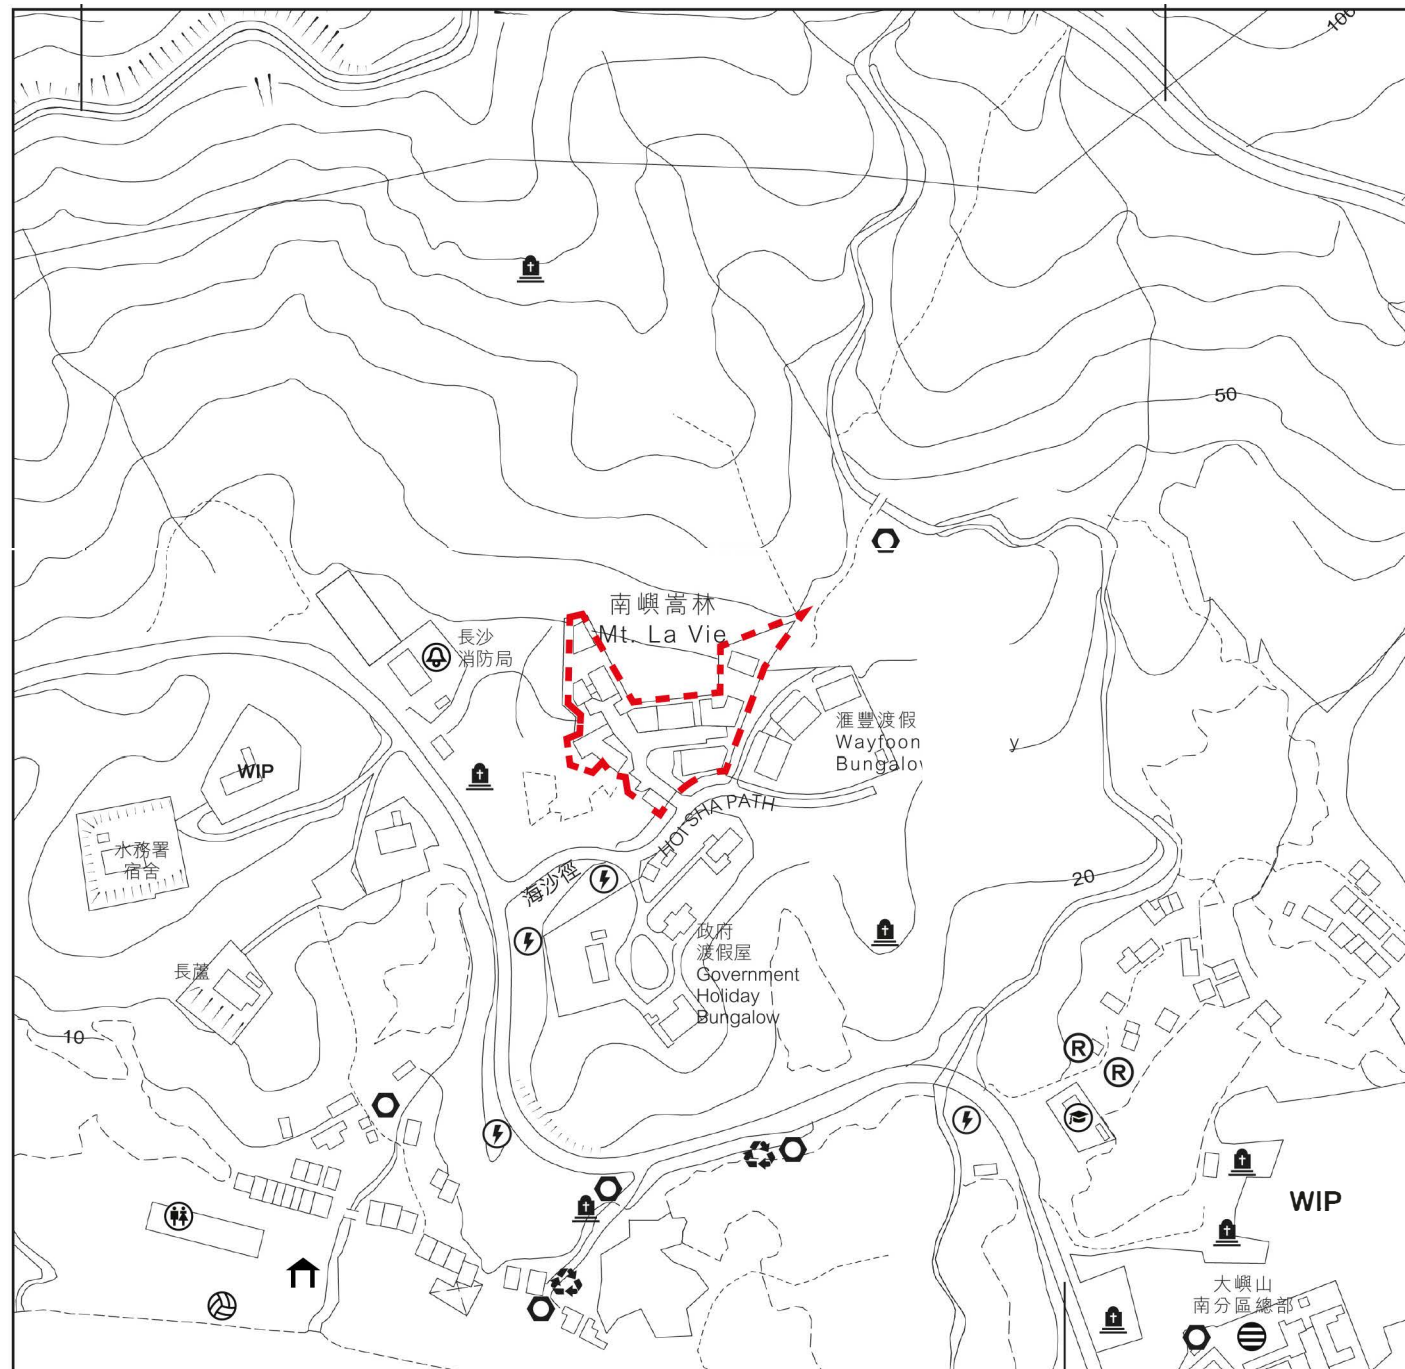 100
50
南嶼嵩林
Mt. La Vie
長沙
消防局
滙豐渡假
Wayfoon
Bungalo
y
WIP
HOI SHA PATH
水務署
宿舍
海沙徑
20
政府
渡假屋
Government
Holiday
Bungalow
長蘆
10
R
R
WIP
大嶼山
南分區總部